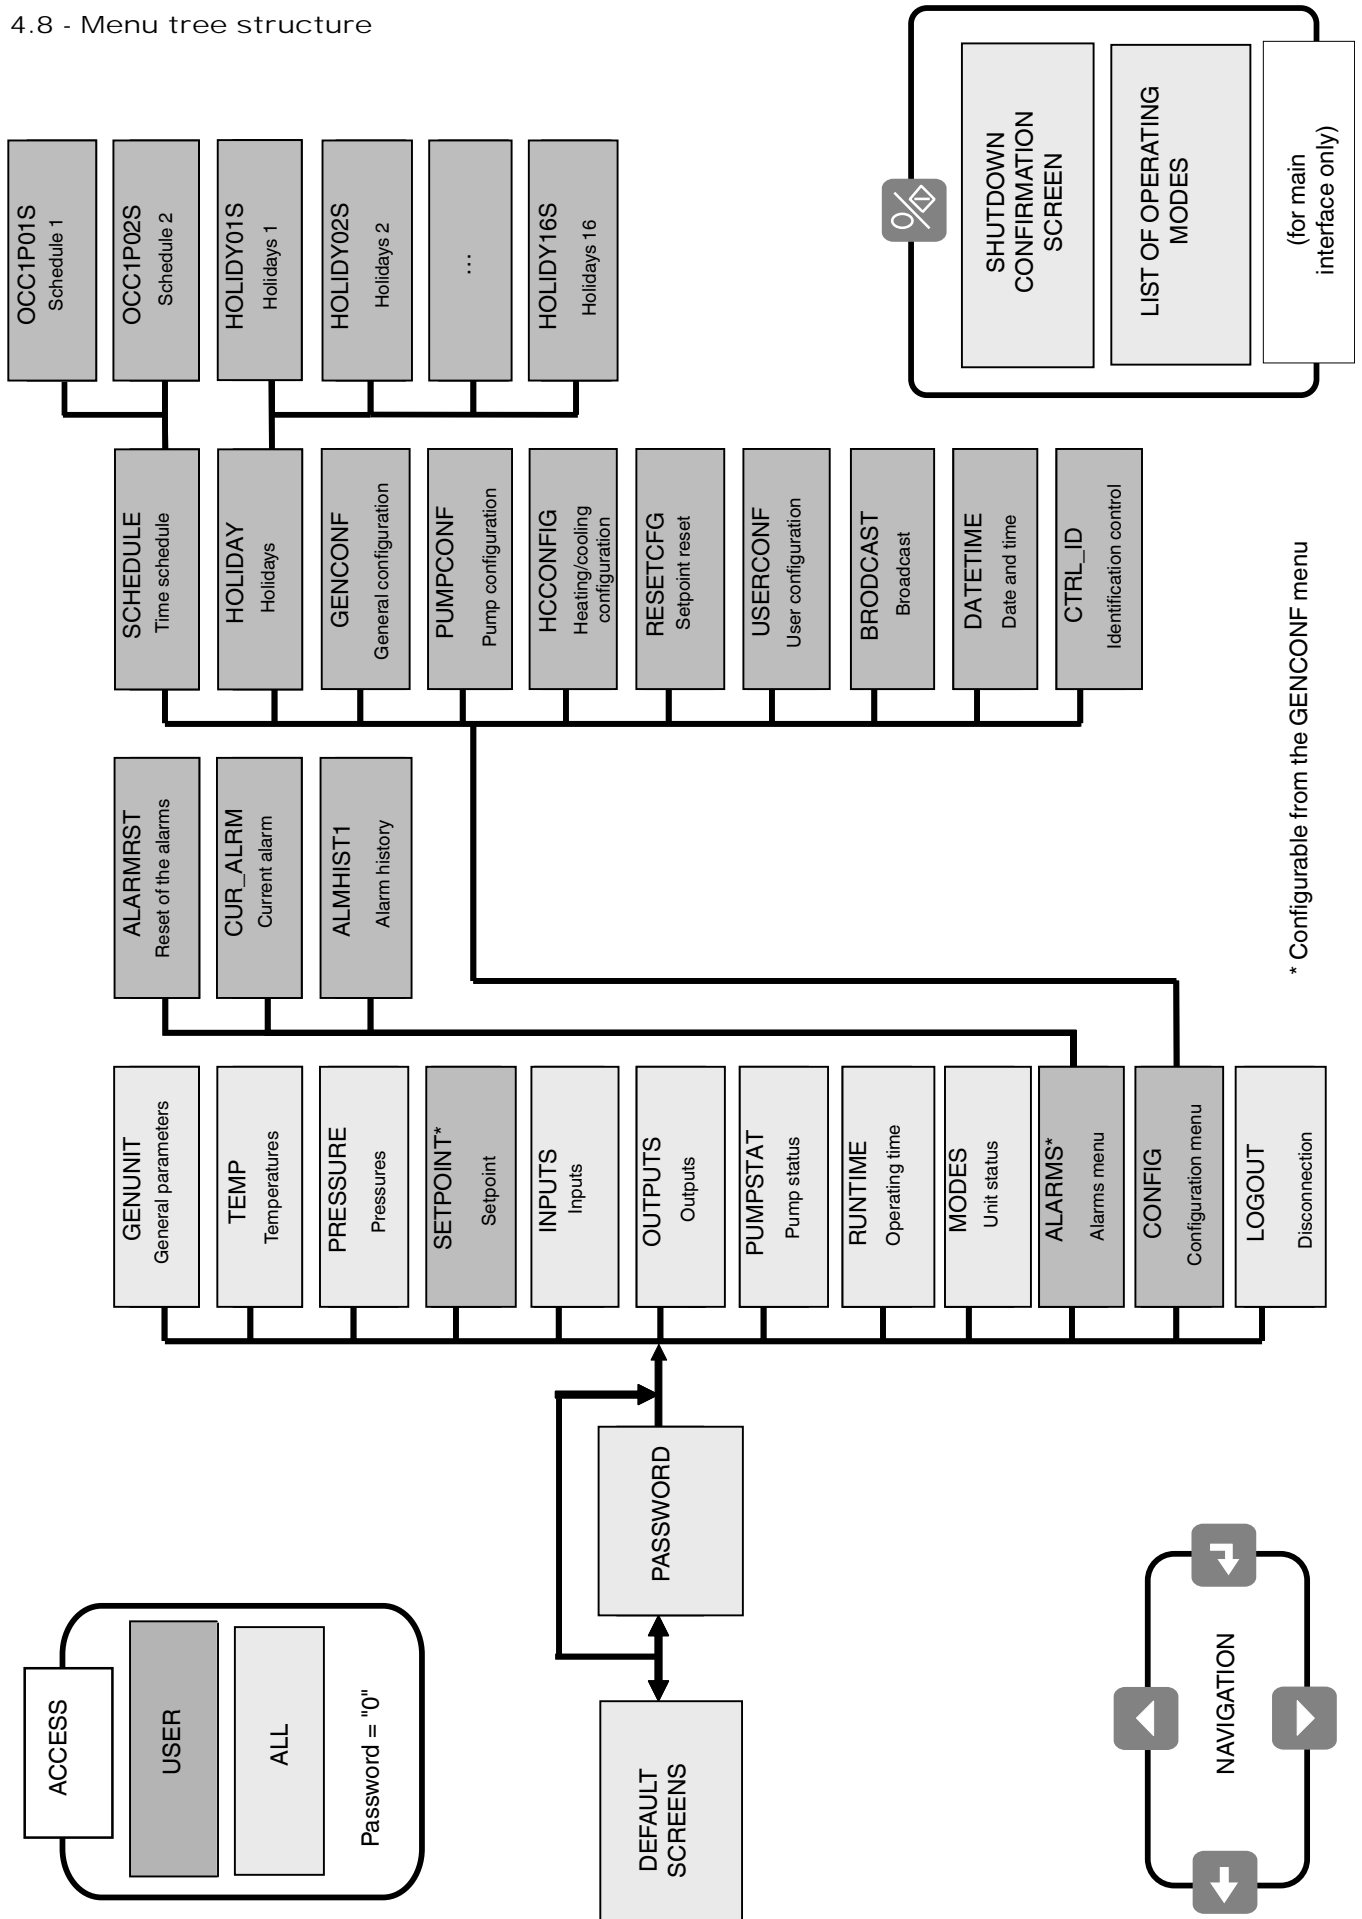 4.8 - Menu tree structure
ACCESS
USER
ALL
Password = "0"
DEFAULT
SCREENS
PASSWORD
NAVIGATION
GENUNIT
General parameters
TEMP
Temperatures
PRESSURE
Pressures
SETPOINT*
Setpoint
INPUTS
Inputs
OUTPUTS
Outputs
PUMPSTAT
Pump status
RUNTIME
Operating time
MODES
Unit status
ALARMS*
Alarms menu
CONFIG
Configuration menu
LOGOUT
Disconnection
ALARMRST
Reset of the alarms
CUR_ALRM
Current alarm
ALMHIST1
Alarm history
SCHEDULE
Time schedule
HOLIDAY
Holidays
GENCONF
General configuration
PUMPCONF
Pump configuration
HCCONFIG
Heating/cooling
configuration
RESETCFG
Setpoint reset
USERCONF
User configuration
BRODCAST
Broadcast
DATETIME
Date and time
CTRL_ID
Identification control
OCC1P01S
Schedule 1
OCC1P02S
Schedule 2
HOLIDY01S
Holidays 1
HOLIDY02S
Holidays 2
...
HOLIDY16S
Holidays 16
SHUTDOWN
CONFIRMATION
SCREEN
LIST OF OPERATING
MODES
(for main
interface only)
* Configurable from the GENCONF menu